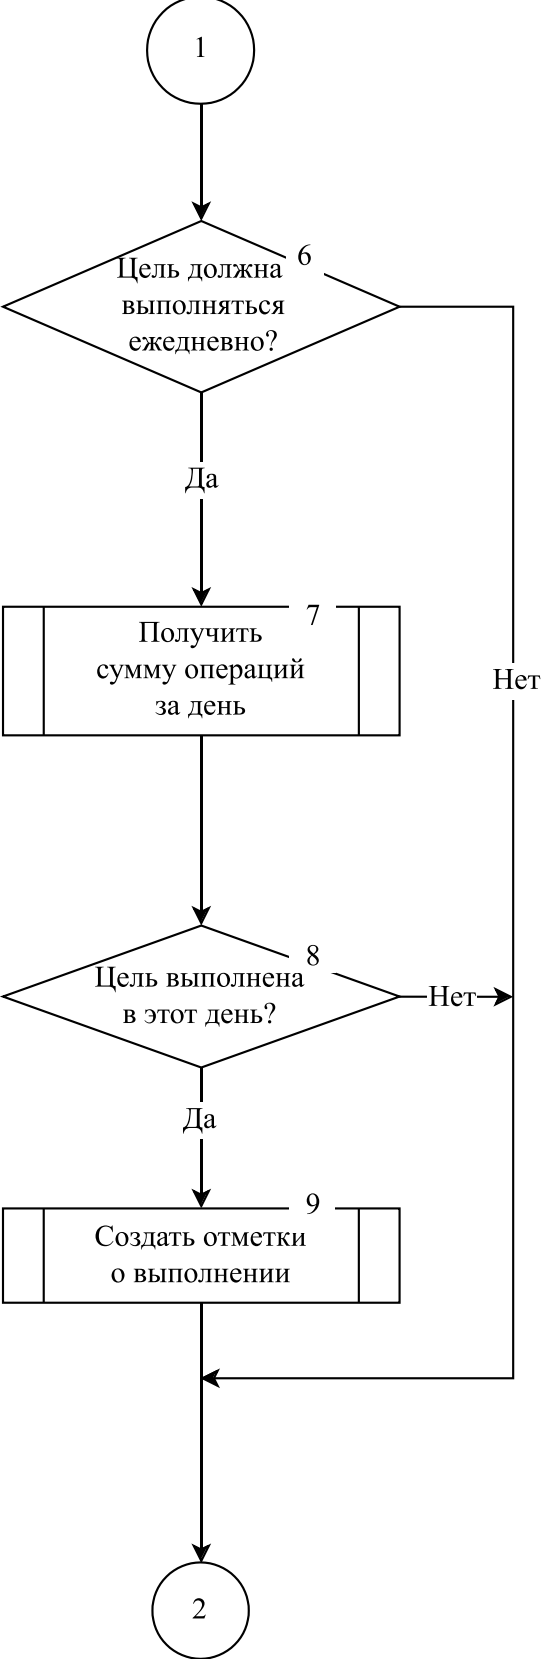 1
6
Цель должна
выполняться
ежедневно?
Да
7
Получить
сумму операций
за день
Нет
8
Цель выполнена
в этот день?
Нет
Да
9
Создать отметки
о выполнении
2